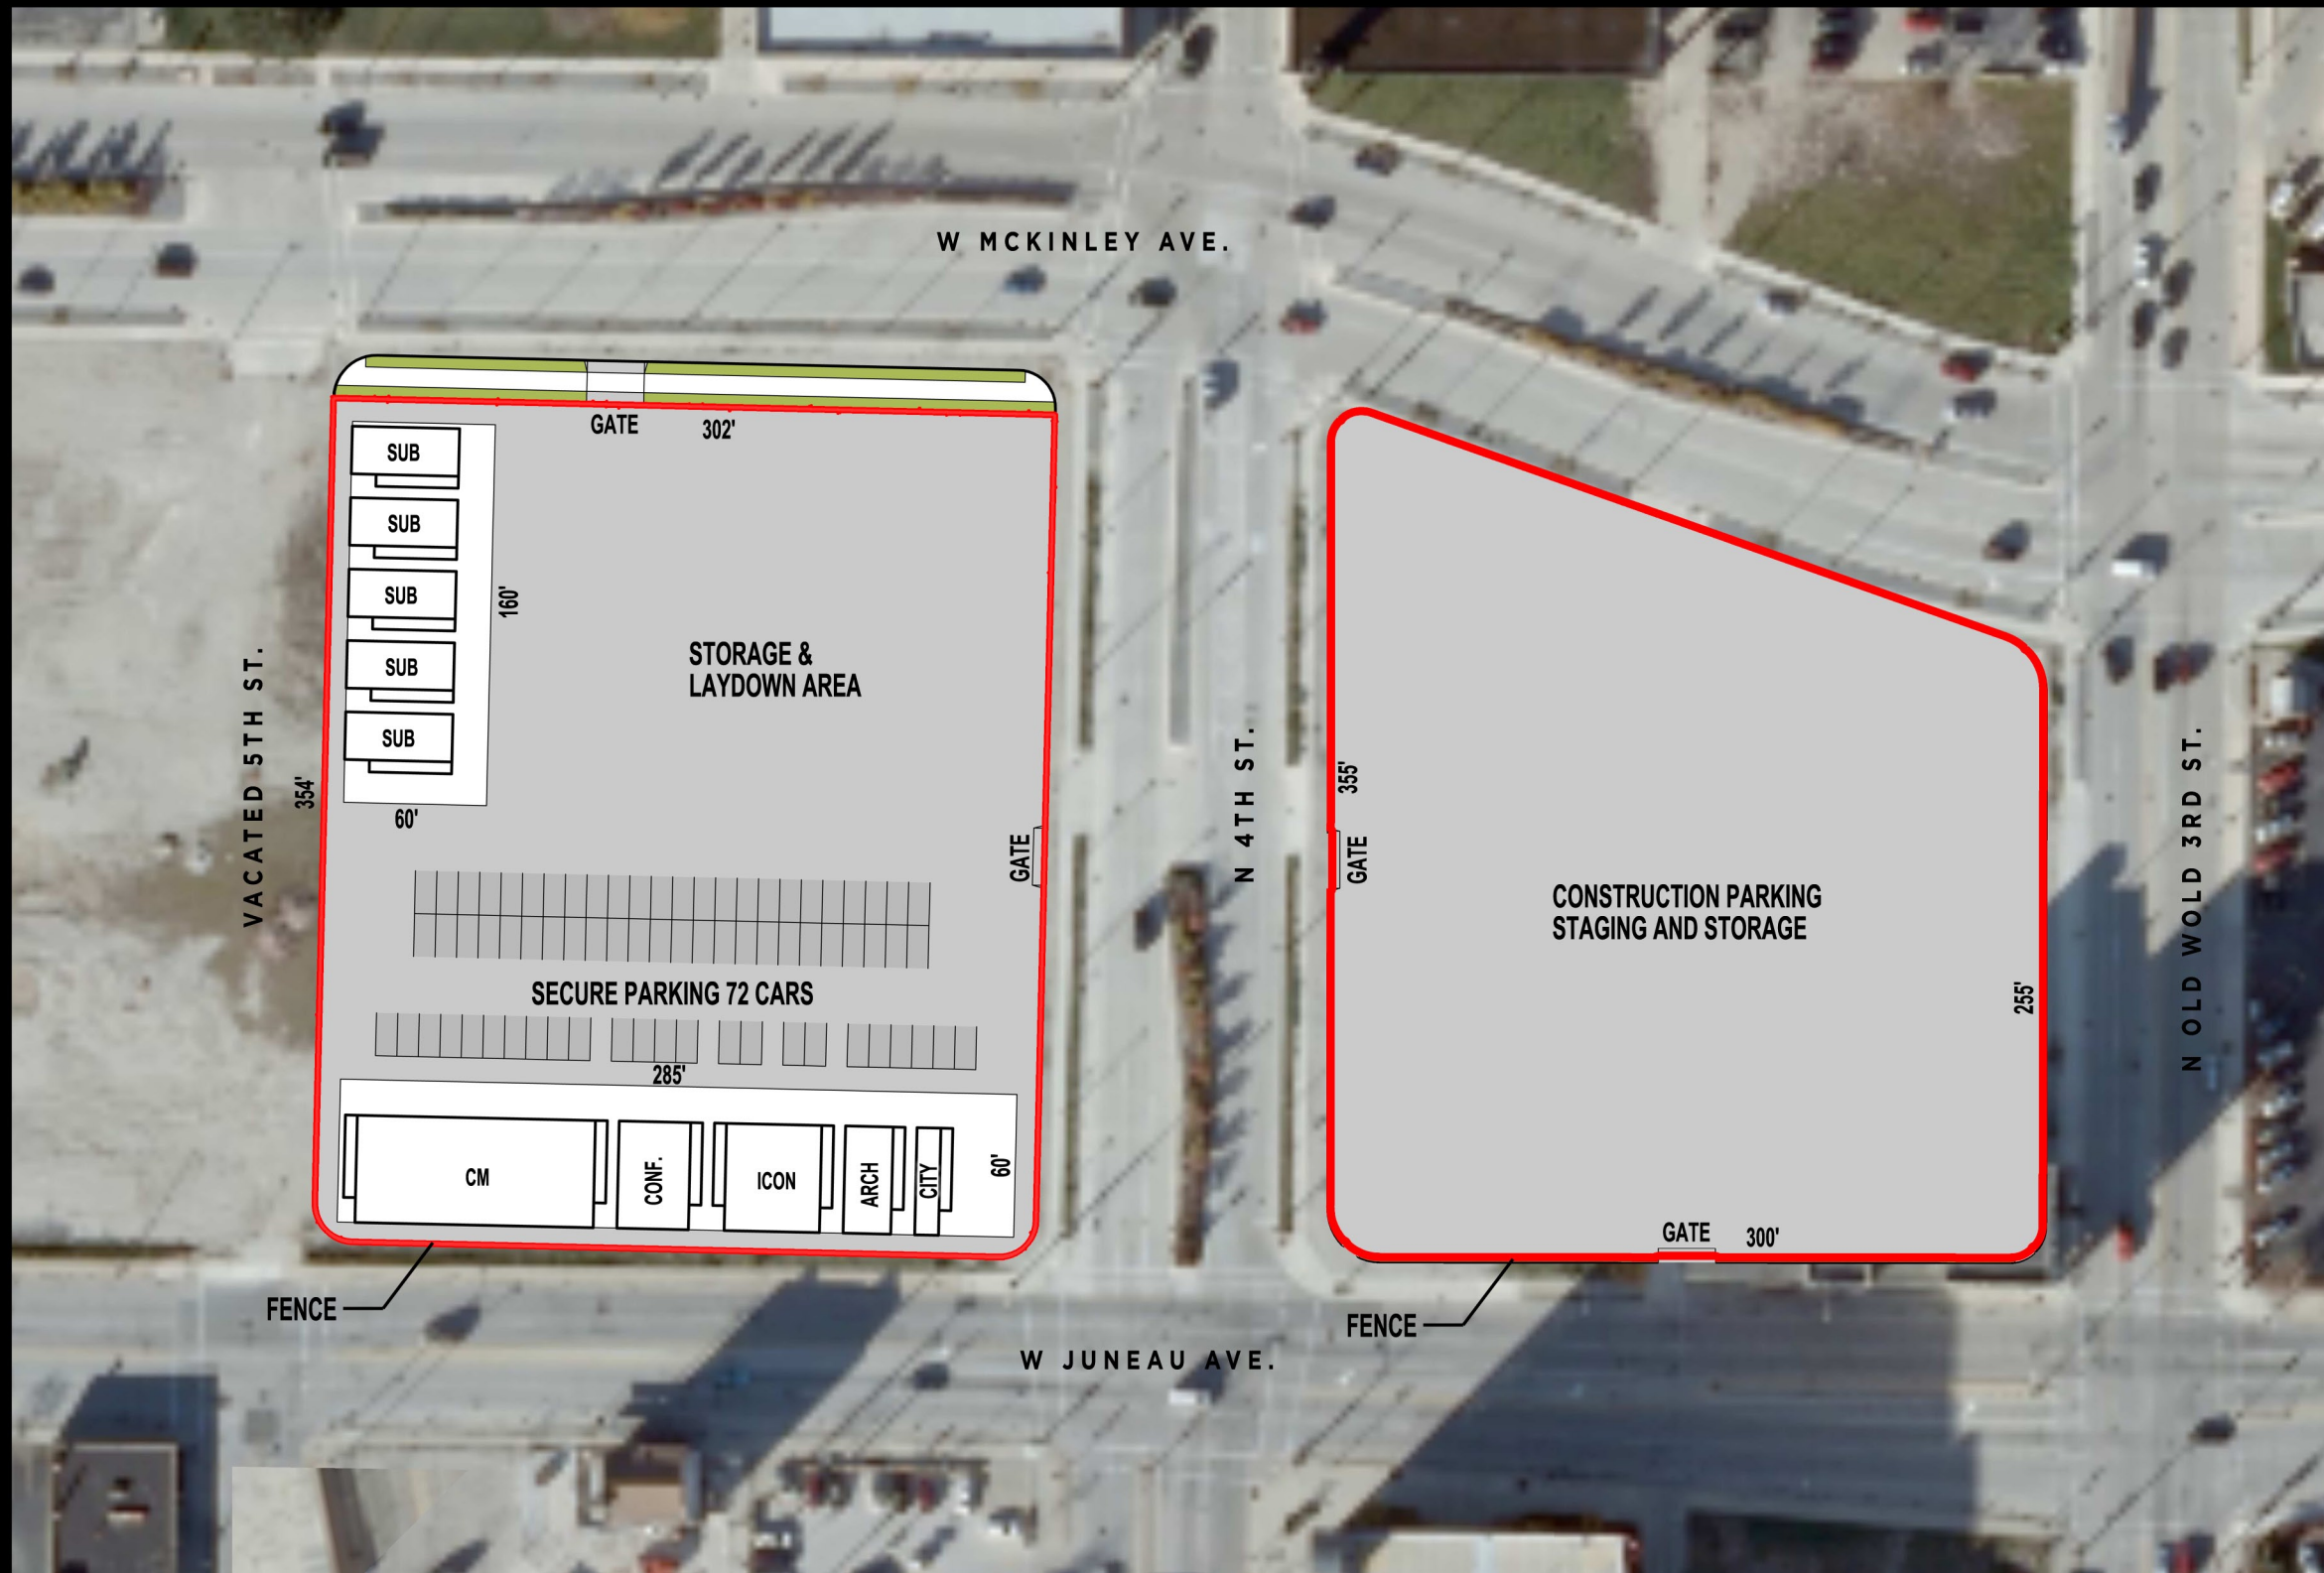 W MCKINLEY AVE.
GATE
302'
SUB
SUB
SUB
SUB
SUB
160'
60'
STORAGE &
LAYDOWN AREA
VACATED 5TH ST.
354'
GATE
SECURE PARKING 72 CARS
285'
CM
CONF.
ICON
ARCH
CITY
60'
FENCE
N 4TH ST.
355'
GATE
CONSTRUCTION PARKING
STAGING AND STORAGE
255'
N OLD WOLD 3RD ST.
GATE
300'
FENCE
W JUNEAU AVE.